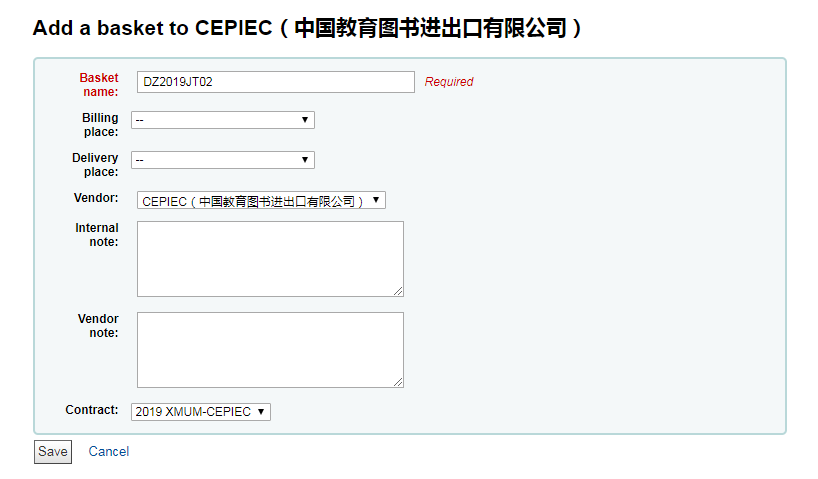 Add a basket to CEPIEC（中国教育图书进出口有限公司）
Basket name: DZ2019JT02 Required
Billing place: --
Delivery place: --
Vendor: CEPIEC（中国教育图书进出口有限公司）
Internal note:
Vendor note:
Contract: 2019 XMUM-CEPIEC
Save Cancel